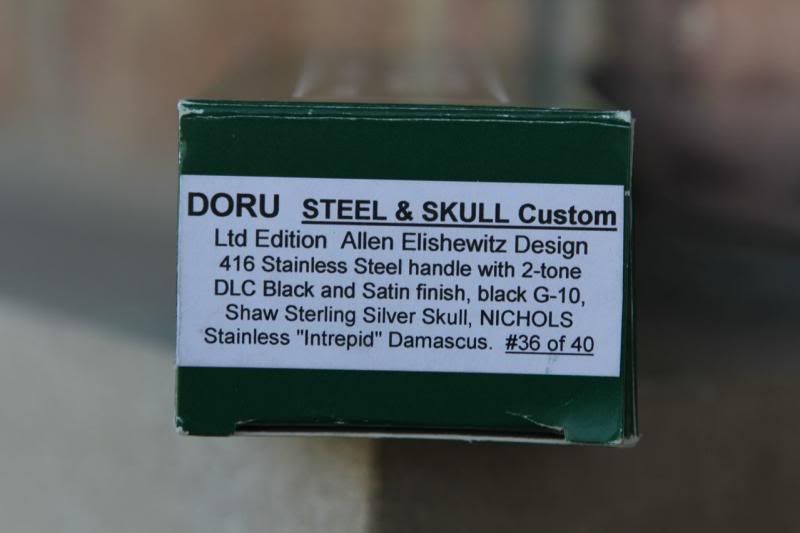 DORU STEEL & SKULL Custom
Ltd Edition Allen Elishewitz Design
416 Stainless Steel handle with 2-tone
DLC Black and Satin finish, black G-10,
Shaw Sterling Silver Skull, NICHOLS
Stainless "Intrepid" Damascus. #36 of 40